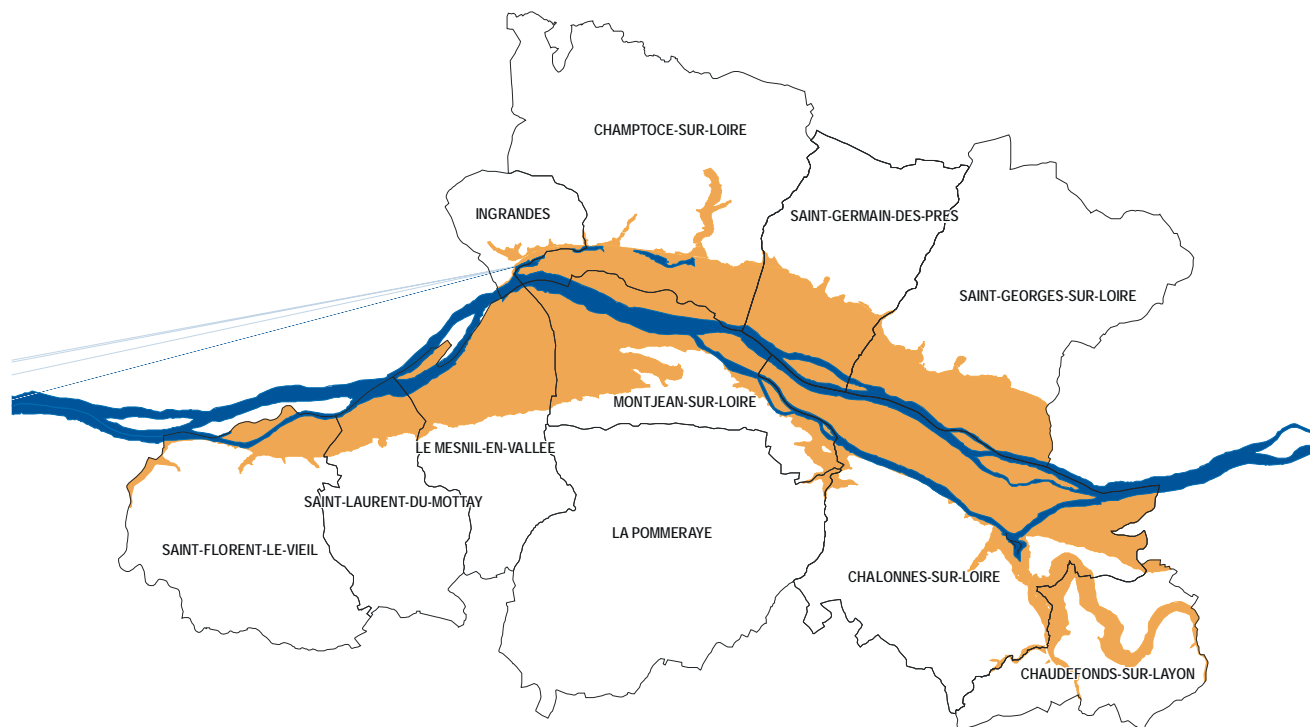 CHAMPTOCE-SUR-LOIRE
INGRANDES
SAINT-GERMAIN-DES-PRES
SAINT-GEORGES-SUR-LOIRE
MONTJEAN-SUR-LOIRE
LE MESNIL-EN-VALLEE
SAINT-LAURENT-DU-MOTTAY
LA POMMERAYE
SAINT-FLORENT-LE-VIEIL
CHALONNES-SUR-LOIRE
CHAUDEFONDS-SUR-LAYON